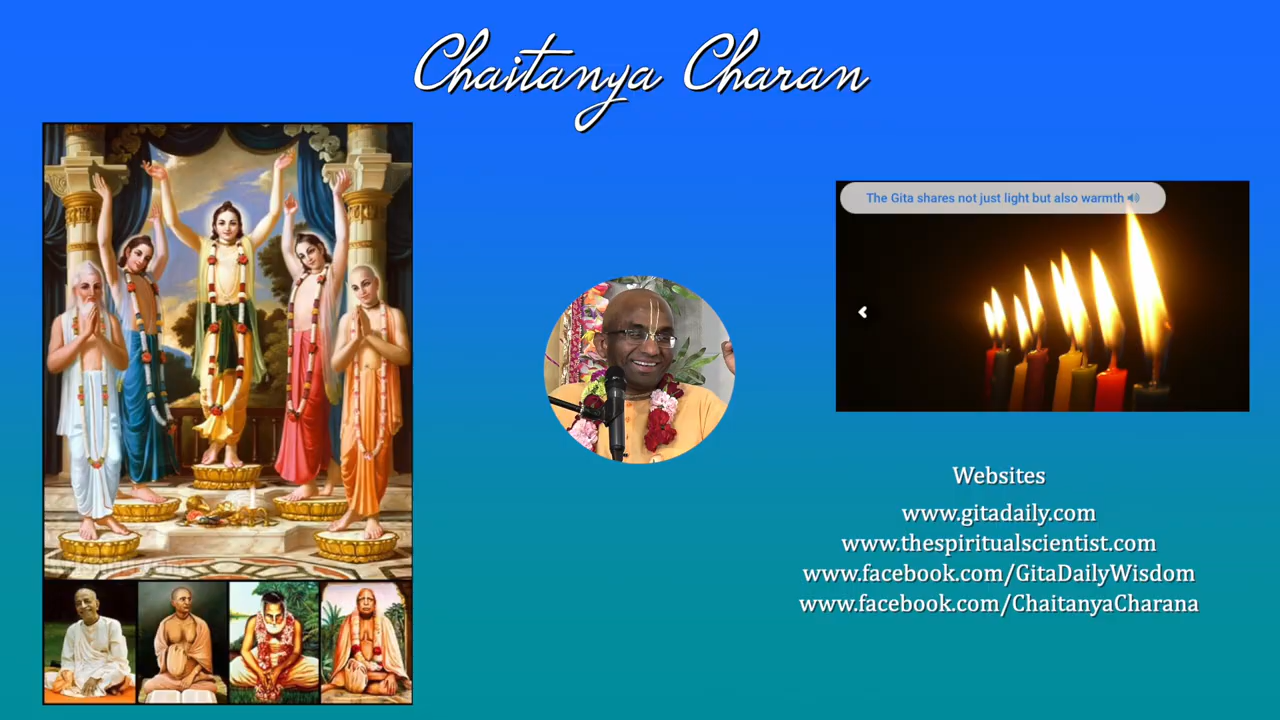 Chaitanya Charan
The Gita shares not just light but also warmth
Websites
www.gitadaily.com
www.thespiritualscientist.com
www.facebook.com/GitaDailyWisdom
www.facebook.com/ChaitanyaCharana